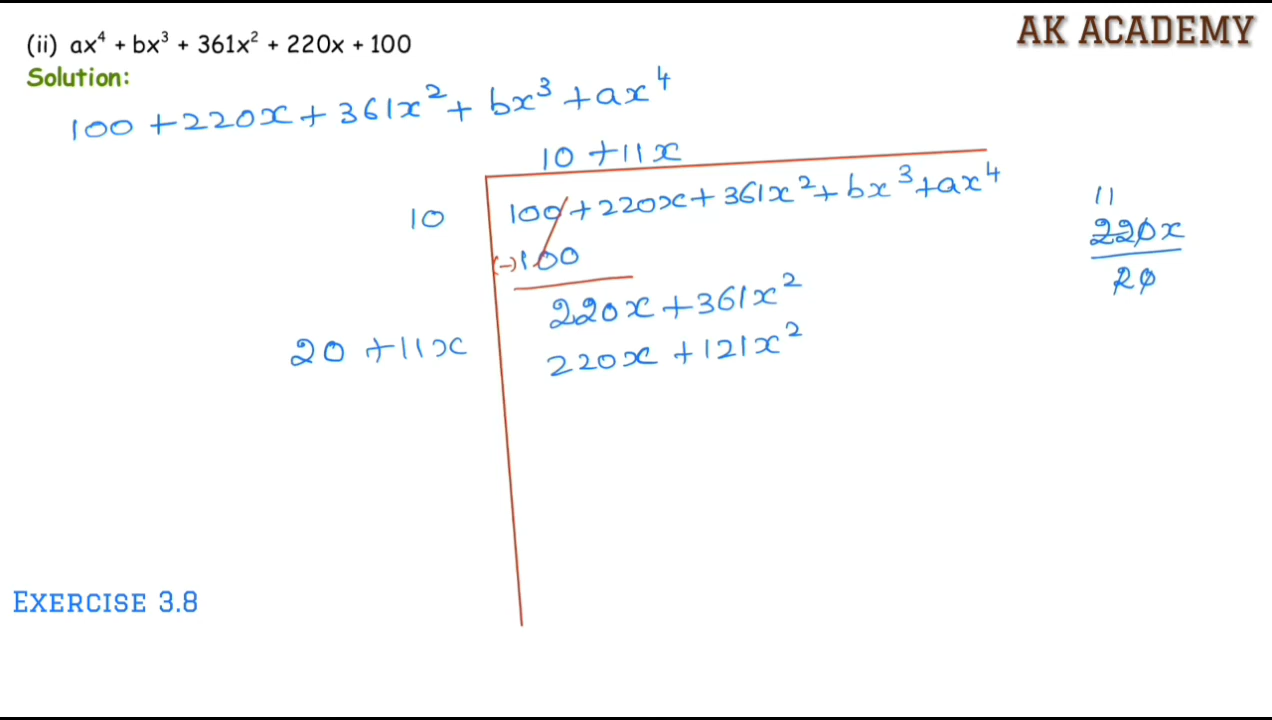 AK ACADEMY
(ii) ax⁴ + bx³ + 361x² + 220x + 100
Solution:
100 + 220x + 361x² + bx³ + ax⁴
10 + 11x
10 100 + 220x + 361x² + bx³ + ax⁴
11
220x
20
(-) 100
220x + 361x²
20 + 11x 220x + 121x²
EXERCISE 3.8